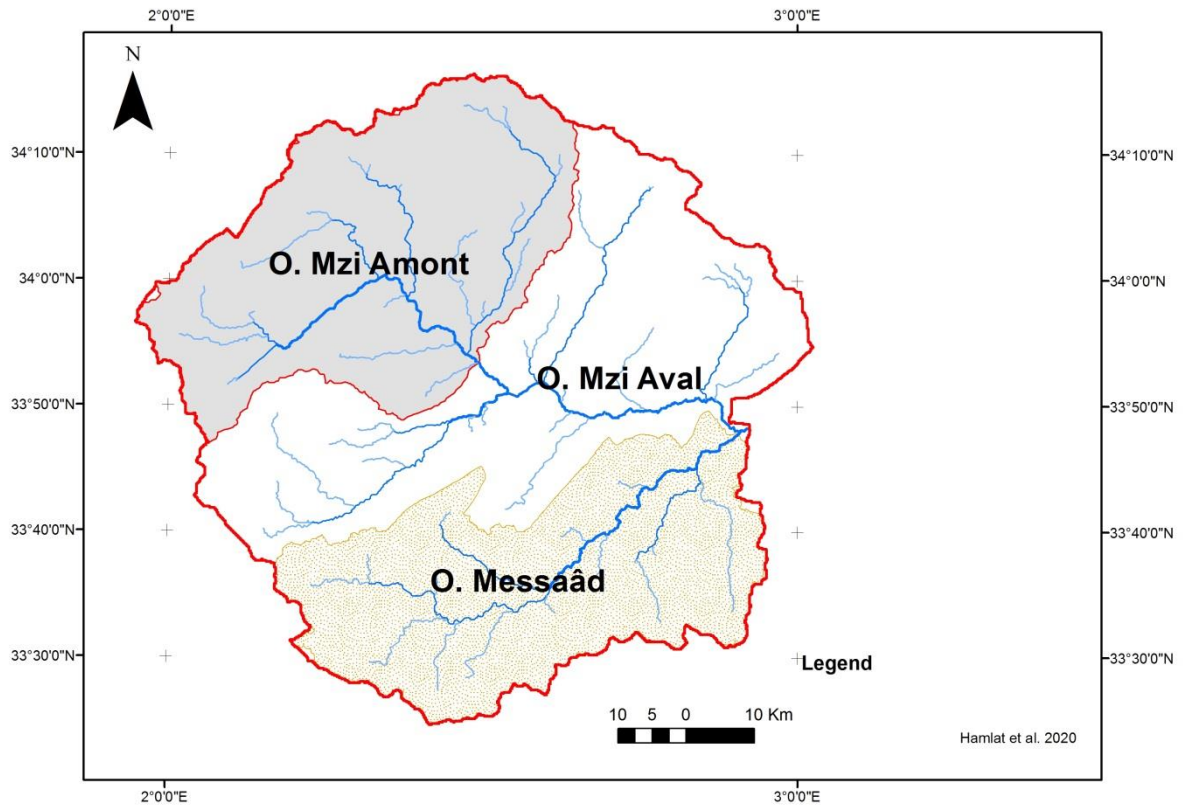 2°0'0"E 3°0'0"E
N
34°10'0"N 34°10'0"N
O. Mzi Amont
34°0'0"N 34°0'0"N
O. Mzi Aval
33°50'0"N 33°50'0"N
33°40'0"N 33°40'0"N
O. Messaâd
33°30'0"N 33°30'0"N
Legend
10 5 0 10 Km
Hamlat et al. 2020
2°0'0"E 3°0'0"E